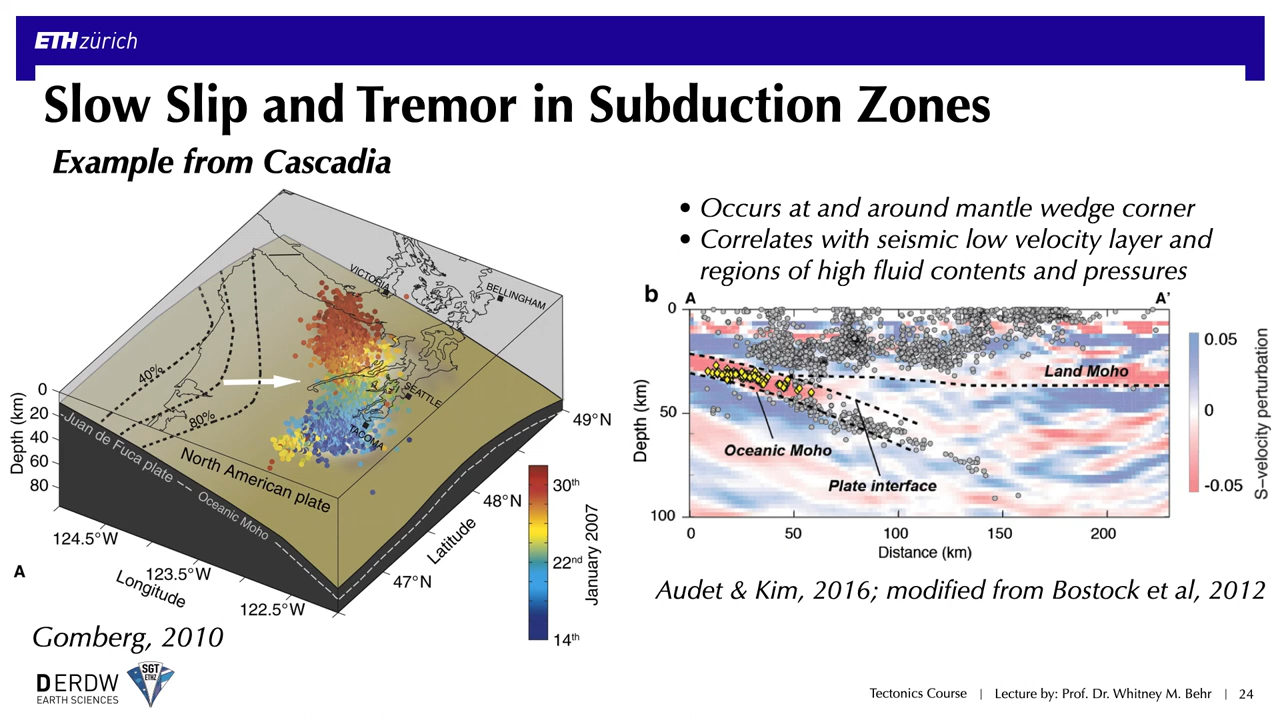 ETH zürich
Slow Slip and Tremor in Subduction Zones
Example from Cascadia
• Occurs at and around mantle wedge corner
• Correlates with seismic low velocity layer and
regions of high fluid contents and pressures
VICTORIA
BELLINGHAM
SEATTLE
TACOMA
40%
80%
Depth (km)
0
20
40
60
80
Juan de Fuca plate
North American plate
Oceanic Moho
49°N
48°N
47°N
Latitude
124.5°W
123.5°W
122.5°W
Longitude
A
30th
22nd
14th
January 2007
Gomberg, 2010
b
A
A'
0
50
100
Depth (km)
Land Moho
Oceanic Moho
Plate interface
0
50
100
150
200
Distance (km)
0.05
0
-0.05
S-velocity perturbation
Audet & Kim, 2016; modified from Bostock et al, 2012
DERDW
EARTH SCIENCES
SGT
ETHZ
Tectonics Course | Lecture by: Prof. Dr. Whitney M. Behr | 24